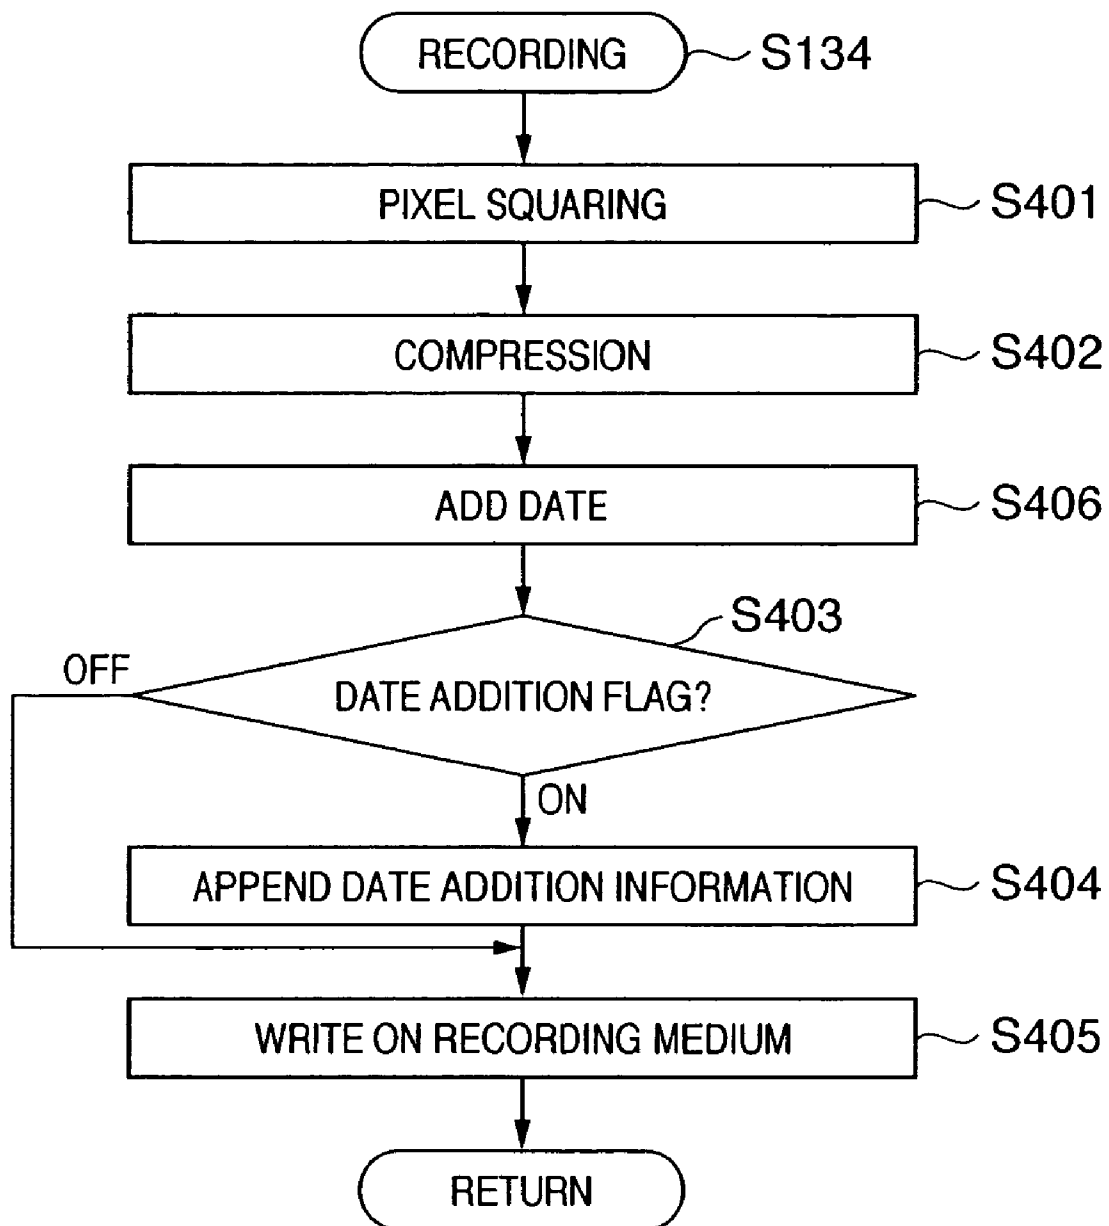 RECORDING
S134
PIXEL SQUARING
S401
COMPRESSION
S402
ADD DATE
S406
S403
OFF
DATE ADDITION FLAG?
ON
APPEND DATE ADDITION INFORMATION
S404
WRITE ON RECORDING MEDIUM
S405
RETURN